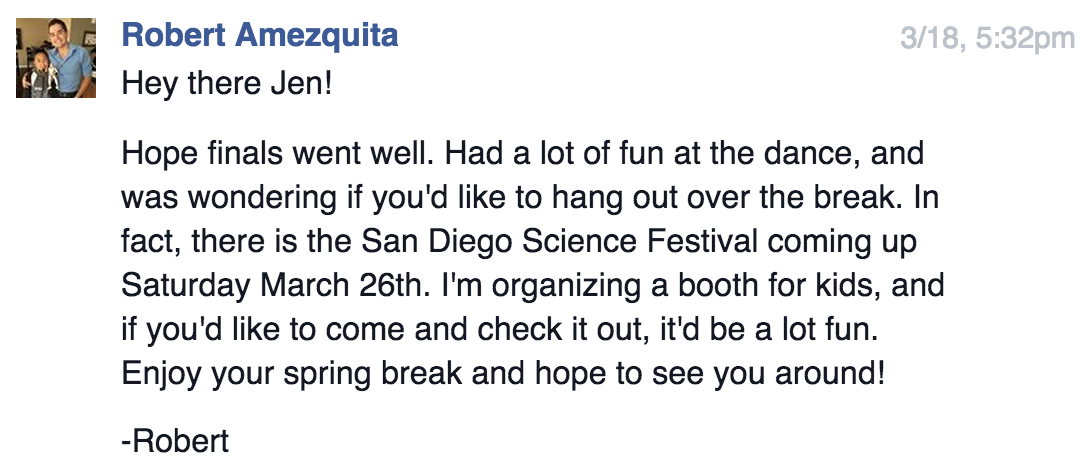 Robert Amezquita
3/18, 5:32pm
Hey there Jen!
Hope finals went well. Had a lot of fun at the dance, and
was wondering if you'd like to hang out over the break. In
fact, there is the San Diego Science Festival coming up
Saturday March 26th. I'm organizing a booth for kids, and
if you'd like to come and check it out, it'd be a lot fun.
Enjoy your spring break and hope to see you around!
-Robert